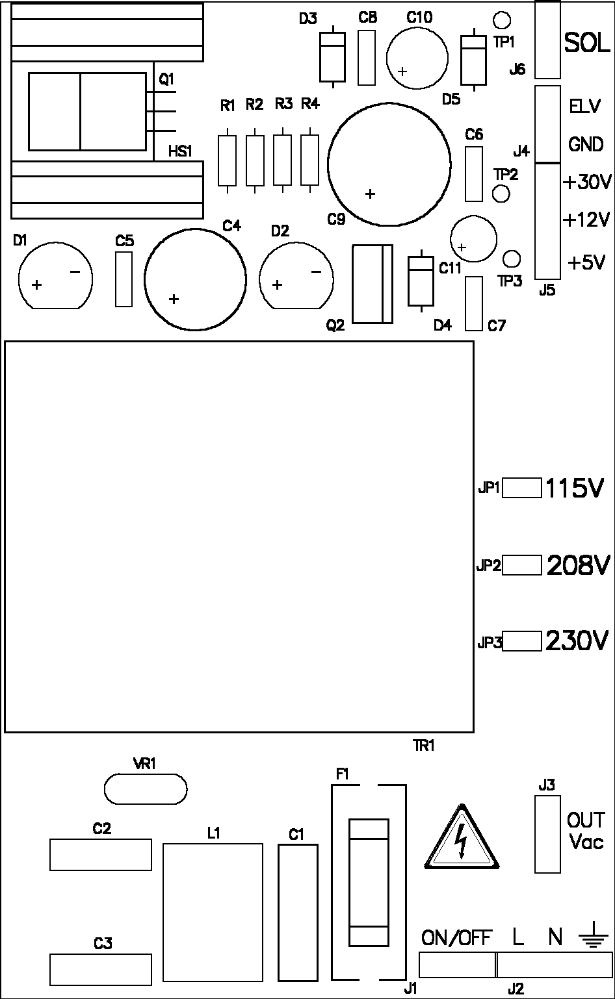 D3 C8 C10
TP1
SOL
J6
Q1
D5
R1 R2 R3 R4
ELV
C6
GND
HS1
J4
TP2
+30V
+
C9
+12V
C4
D2
D1
C5
+
+5V
C11
TP3
J5
+ -
+
+ -
Q2
D4
C7
JP1 115V
JP2 208V
JP3 230V
TR1
VR1
F1
J3
OUT
Vac
C2
L1
C1
C3
ON/OFF L N
J1
J2